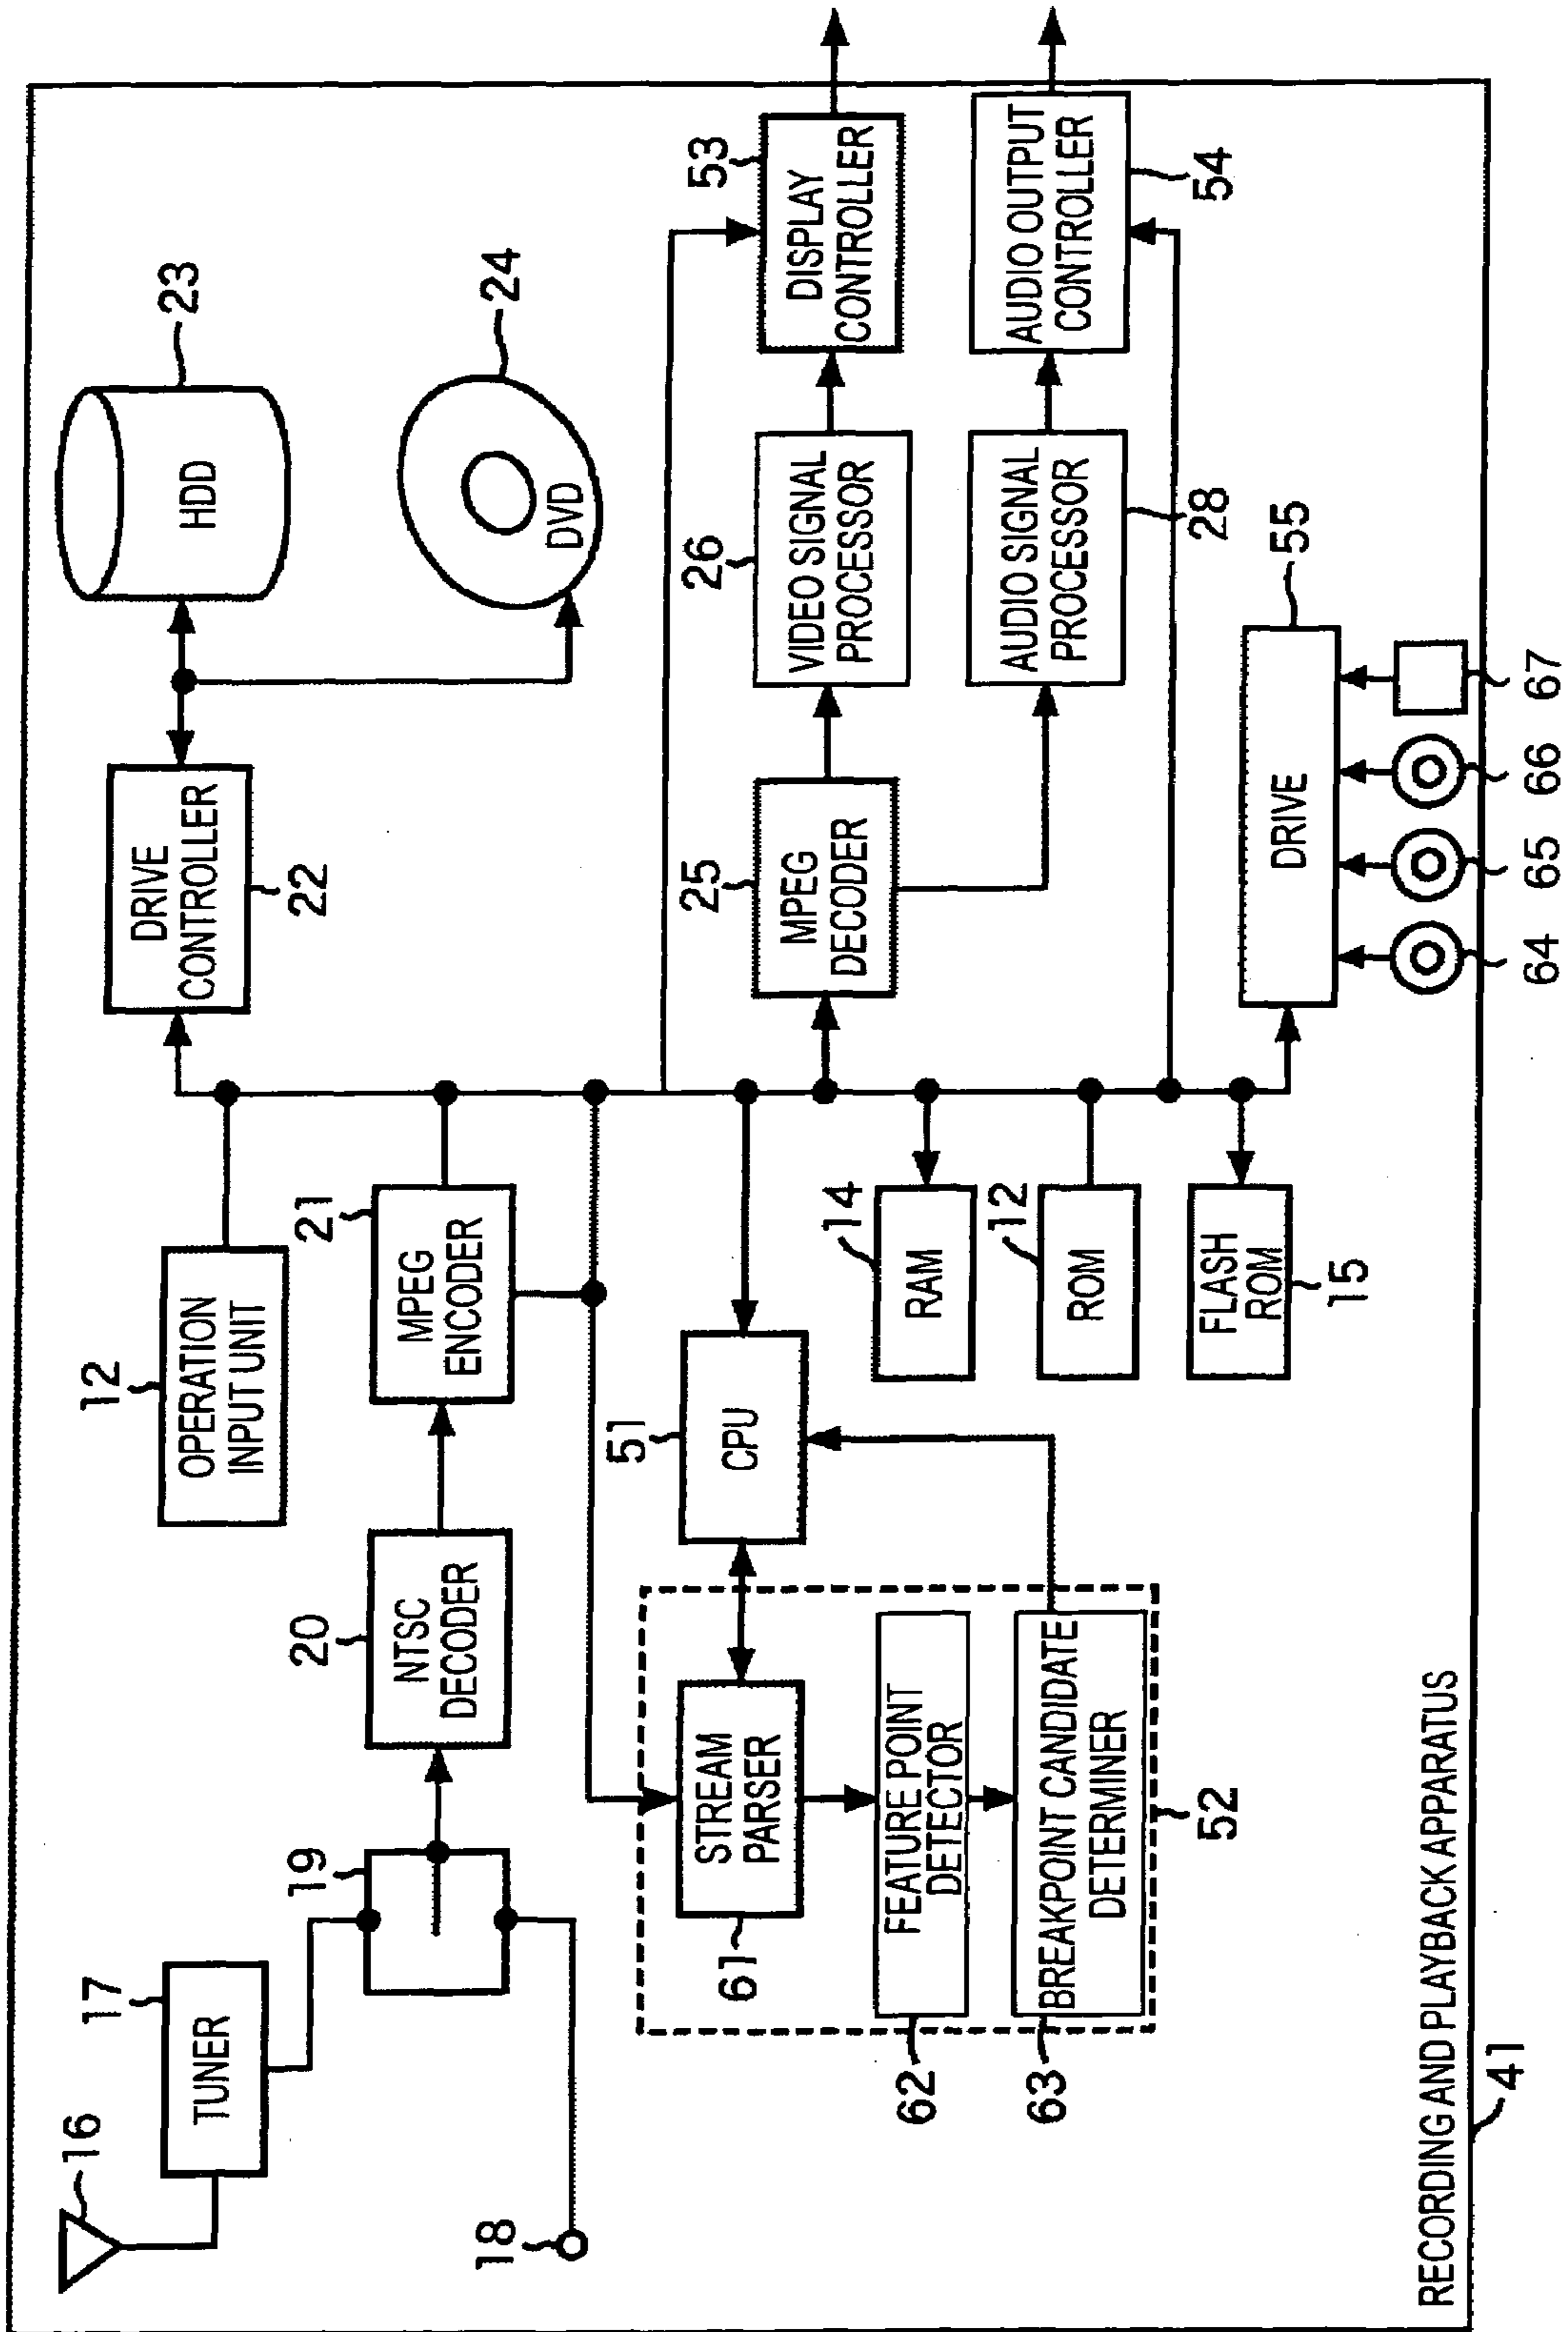 16
17
TUNER
18
19
20
NTSC
DECODER
12
OPERATION
INPUT UNIT
21
MPEG
ENCODER
DRIVE
CONTROLLER
22
HDD
23
DVD
24
51
CPU
STREAM
PARSER
61
FEATURE POINT
DETECTOR
62
BREAKPOINT CANDIDATE
DETERMINER
63
52
14
RAM
12
ROM
FLASH
ROM
15
25
MPEG
DECODER
26
VIDEO SIGNAL
PROCESSOR
53
DISPLAY
CONTROLLER
AUDIO SIGNAL
PROCESSOR
28
AUDIO OUTPUT
CONTROLLER
54
DRIVE
55
64
65
66
67
RECORDING AND PLAYBACK APPARATUS
41